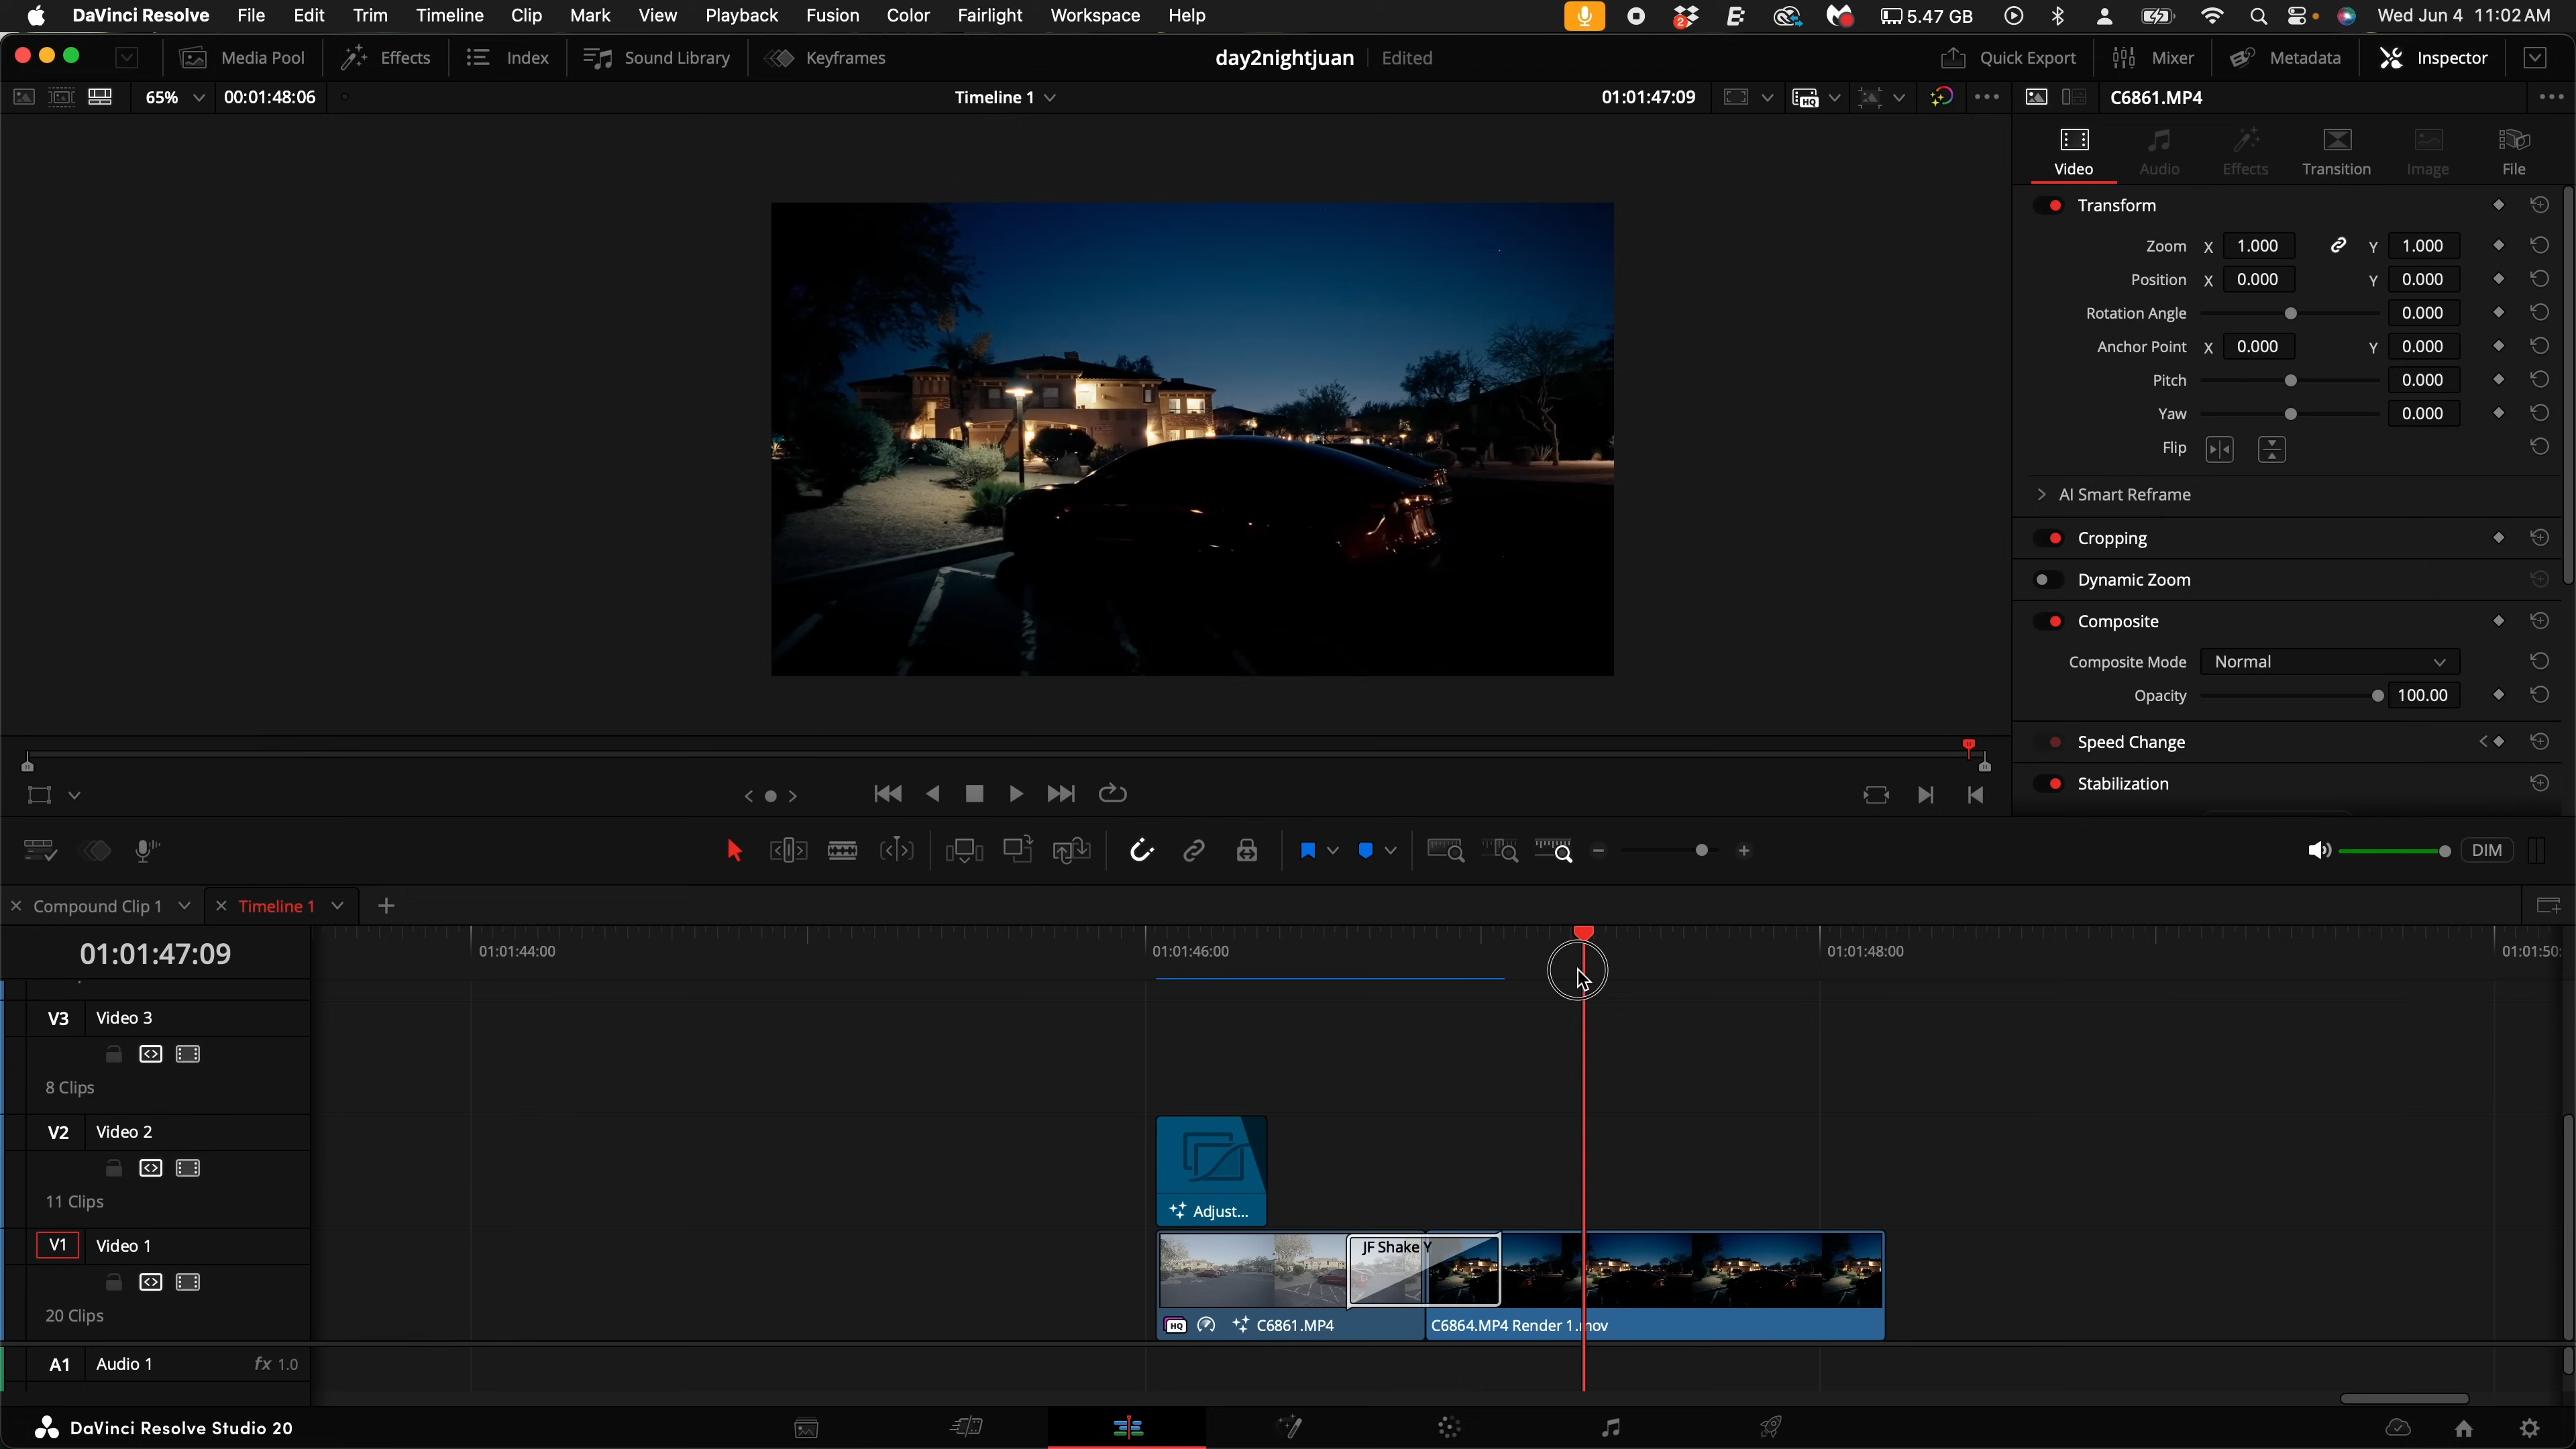 DaVinci Resolve File Edit Trim Timeline Clip Mark View Playback Fusion Color Fairlight Workspace Help 2 5.47 GB Wed Jun 4 11:02 AM
Media Pool Effects Index Sound Library Keyframes day2nightjuan Edited Quick Export Mixer Metadata Inspector
65% 00:01:48:06 Timeline 1 01:01:47:09 HQ C6861.MP4
Video Audio Effects Transition Image File
Transform
Zoom X 1.000 Y 1.000
Position X 0.000 Y 0.000
Rotation Angle 0.000
Anchor Point X 0.000 Y 0.000
Pitch 0.000
Yaw 0.000
Flip
AI Smart Reframe
Cropping
Dynamic Zoom
Composite
Composite Mode Normal
Opacity 100.00
Speed Change
Stabilization
DIM
Compound Clip 1 Timeline 1
01:01:47:09 01:01:44:00 01:01:46:00 01:01:48:00 01:01:50:
V3 Video 3
8 Clips
V2 Video 2
11 Clips
Adjust...
V1 Video 1
JF Shake Y
20 Clips
HQ C6861.MP4 C6864.MP4 Render 1.mov
A1 Audio 1 fx 1.0
DaVinci Resolve Studio 20